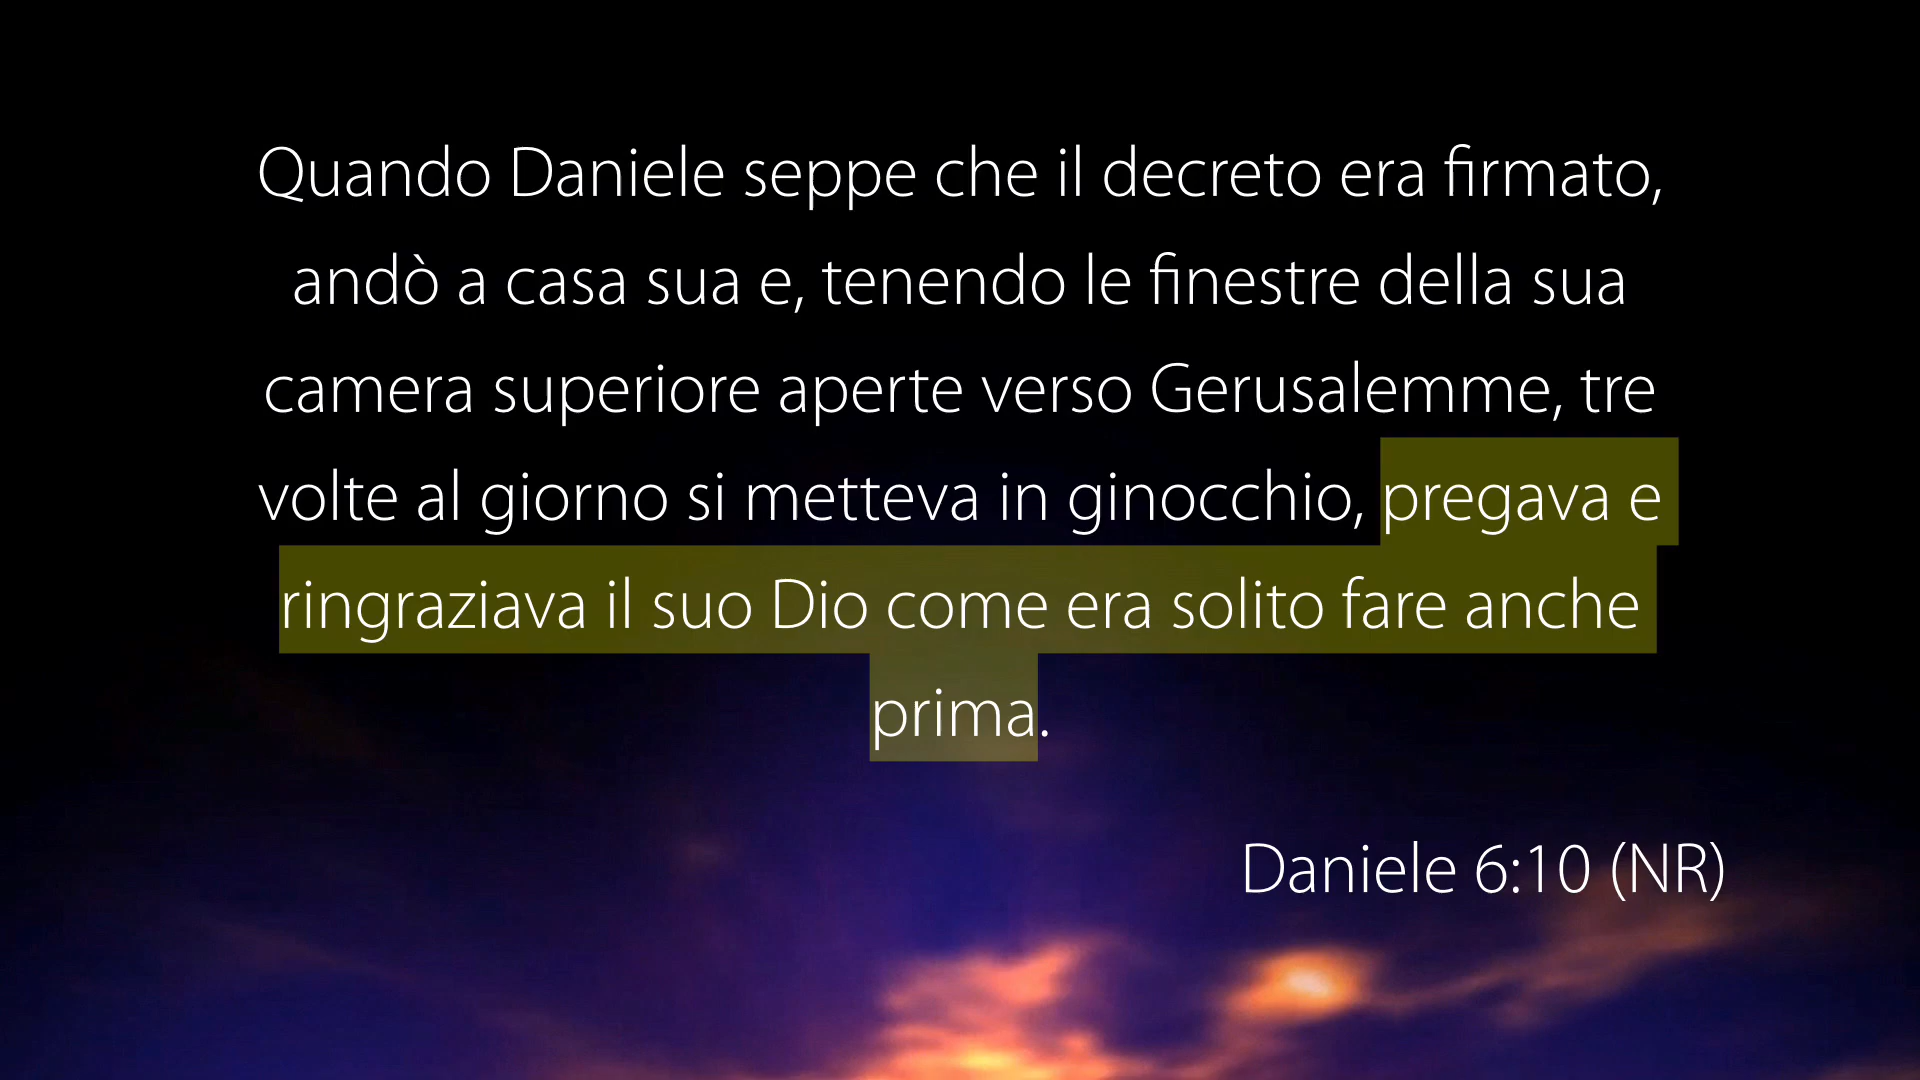 Quando Daniele seppe che il decreto era firmato,
andò a casa sua e, tenendo le finestre della sua
camera superiore aperte verso Gerusalemme, tre
volte al giorno si metteva in ginocchio, pregava e
ringraziava il suo Dio come era solito fare anche
prima.
Daniele 6:10 (NR)